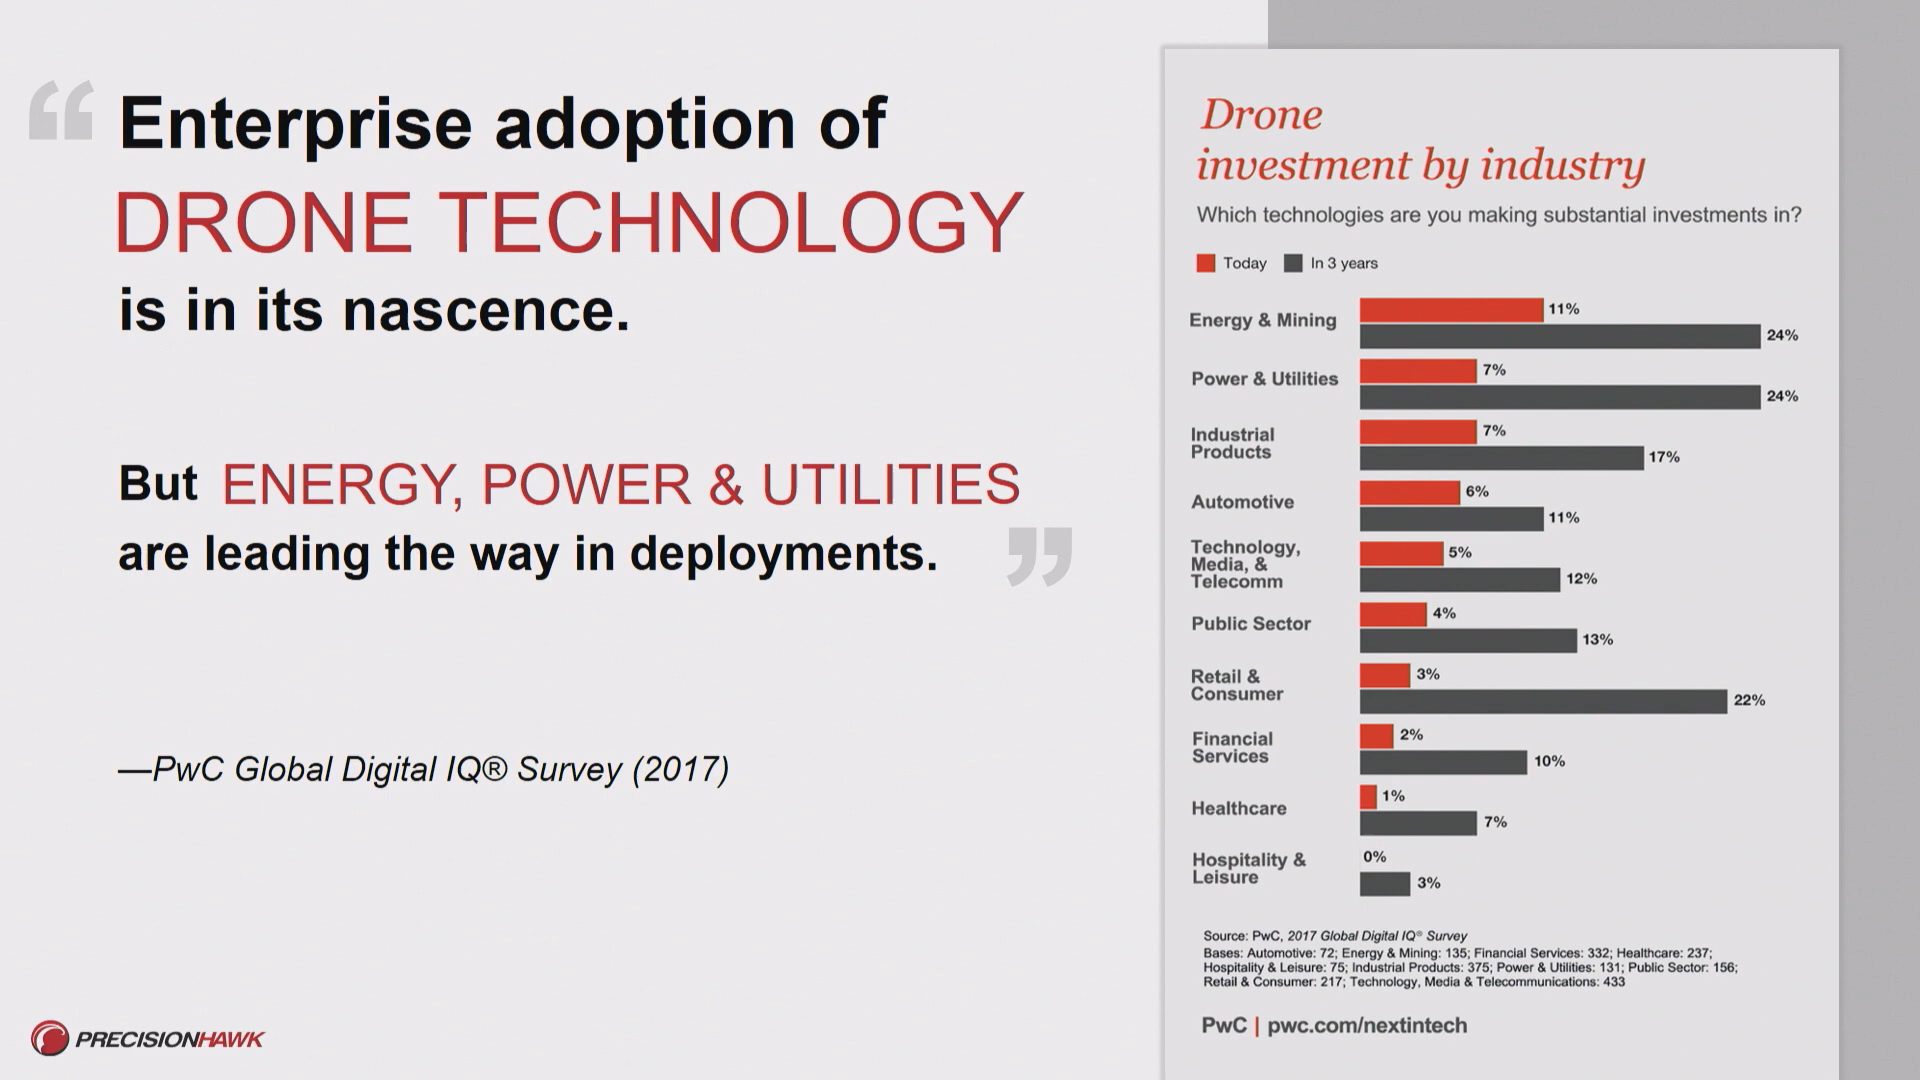 “ Enterprise adoption of
DRONE TECHNOLOGY
is in its nascence.
But ENERGY, POWER & UTILITIES
are leading the way in deployments. ”
—PwC Global Digital IQ® Survey (2017)
PRECISIONHAWK
Drone
investment by industry
Which technologies are you making substantial investments in?
Today In 3 years
Energy & Mining
11%
24%
Power & Utilities
7%
24%
Industrial
Products
7%
17%
Automotive
6%
11%
Technology,
Media, &
Telecomm
5%
12%
Public Sector
4%
13%
Retail &
Consumer
3%
22%
Financial
Services
2%
10%
Healthcare
1%
7%
Hospitality &
Leisure
0%
3%
Source: PwC, 2017 Global Digital IQ® Survey
Bases: Automotive: 72; Energy & Mining: 135; Financial Services: 332; Healthcare: 237;
Hospitality & Leisure: 75; Industrial Products: 375; Power & Utilities: 131; Public Sector: 156;
Retail & Consumer: 217; Technology, Media & Telecommunications: 433
PwC | pwc.com/nextintech